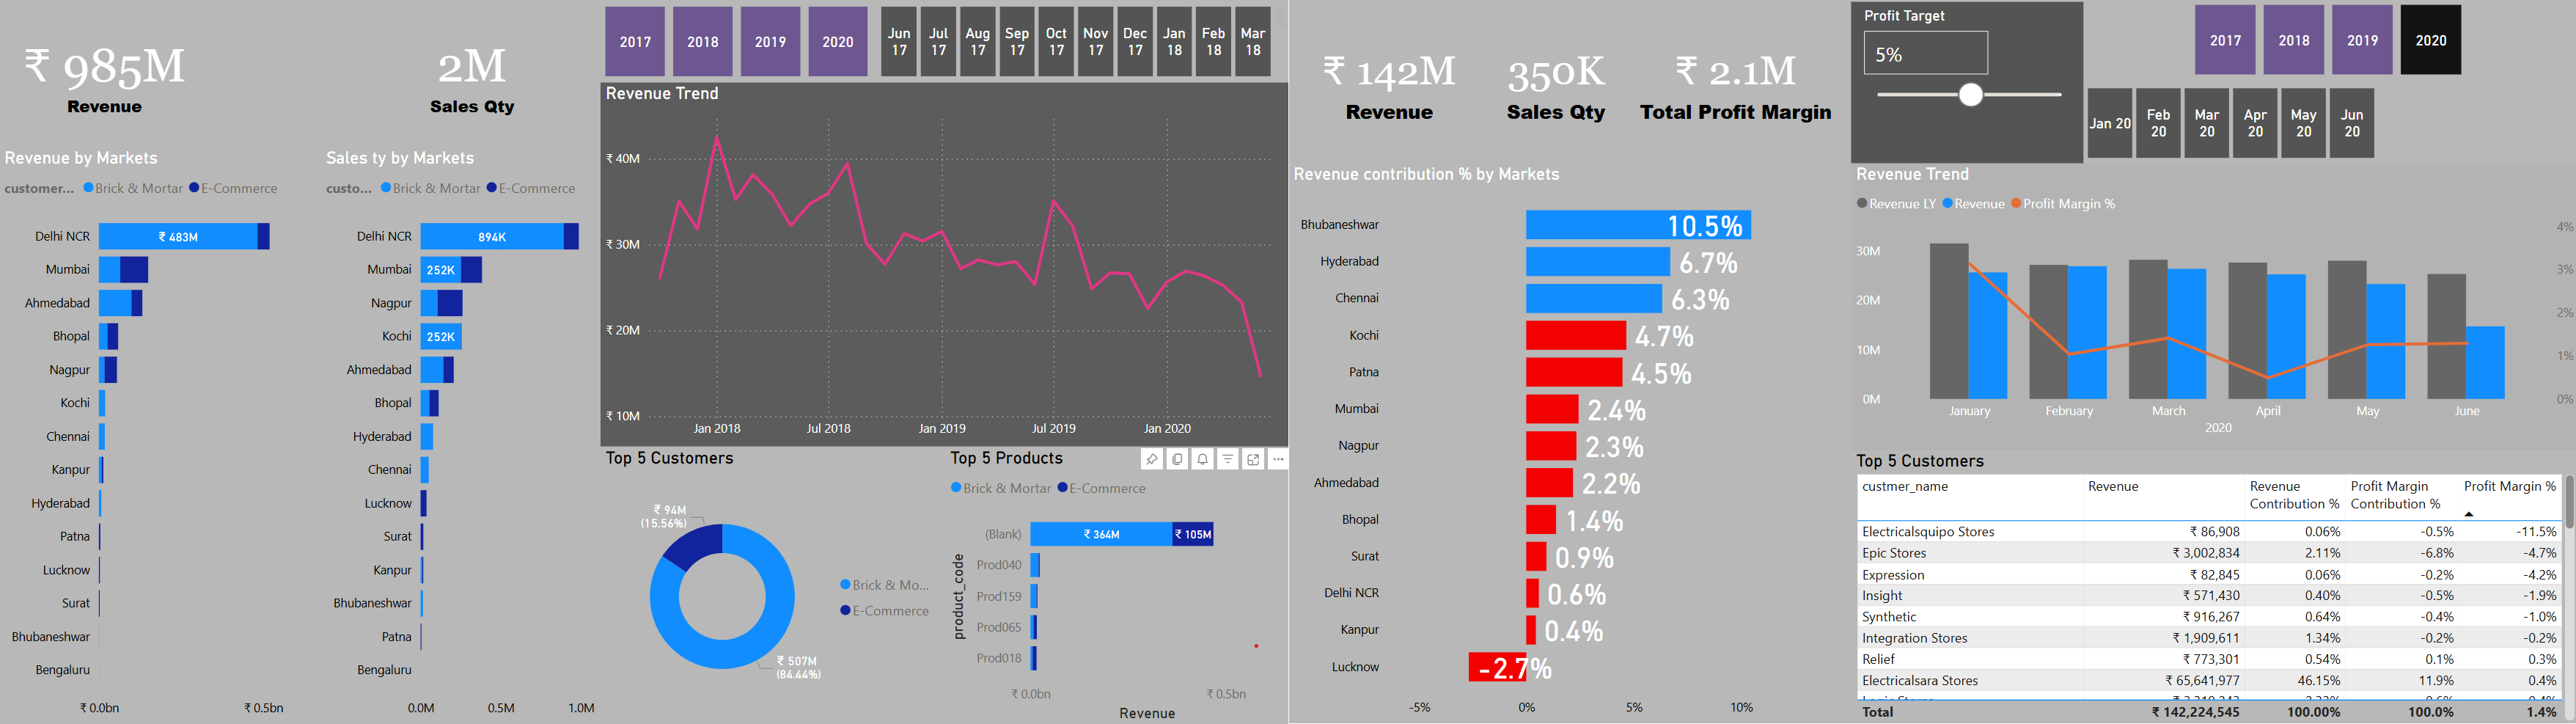 ₹ 985M
Revenue
2M
Sales Qty
2017
2018
2019
2020
Jun 17
Jul 17
Aug 17
Sep 17
Oct 17
Nov 17
Dec 17
Jan 18
Feb 18
Mar 18
Revenue by Markets
customer...
Brick & Mortar
E-Commerce
Delhi NCR
₹ 483M
Mumbai
Ahmedabad
Bhopal
Nagpur
Kochi
Chennai
Kanpur
Hyderabad
Patna
Lucknow
Surat
Bhubaneshwar
Bengaluru
₹ 0.0bn
₹ 0.5bn
Sales ty by Markets
custo...
Brick & Mortar
E-Commerce
Delhi NCR
894K
Mumbai
252K
Nagpur
Kochi
252K
Ahmedabad
Bhopal
Hyderabad
Chennai
Lucknow
Surat
Kanpur
Bhubaneshwar
Patna
Bengaluru
0.0M
0.5M
1.0M
Revenue Trend
₹ 40M
₹ 30M
₹ 20M
₹ 10M
Jan 2018
Jul 2018
Jan 2019
Jul 2019
Jan 2020
Top 5 Customers
₹ 94M
(15.56%)
₹ 507M
(84.44%)
Brick & Mo...
E-Commerce
Top 5 Products
Brick & Mortar
E-Commerce
product_code
(Blank)
₹ 364M
₹ 105M
Prod040
Prod159
Prod065
Prod018
₹ 0.0bn
₹ 0.5bn
Revenue
₹ 142M
Revenue
350K
Sales Qty
₹ 2.1M
Total Profit Margin
Revenue contribution % by Markets
Bhubaneshwar
10.5%
Hyderabad
6.7%
Chennai
6.3%
Kochi
4.7%
Patna
4.5%
Mumbai
2.4%
Nagpur
2.3%
Ahmedabad
2.2%
Bhopal
1.4%
Surat
0.9%
Delhi NCR
0.6%
Kanpur
0.4%
Lucknow
-2.7%
-5%
0%
5%
10%
Profit Target
5%
2017
2018
2019
2020
Jan 20
Feb 20
Mar 20
Apr 20
May 20
Jun 20
Revenue Trend
Revenue LY
Revenue
Profit Margin %
30M
20M
10M
0M
4%
3%
2%
1%
0%
January
February
March
April
May
June
2020
Top 5 Customers
custmer_name Revenue Revenue Contribution % Profit Margin Contribution % Profit Margin %
Electricalsquipo Stores ₹ 86,908 0.06% -0.5% -11.5%
Epic Stores ₹ 3,002,834 2.11% -6.8% -4.7%
Expression ₹ 82,845 0.06% -0.2% -4.2%
Insight ₹ 571,430 0.40% -0.5% -1.9%
Synthetic ₹ 916,267 0.64% -0.4% -1.0%
Integration Stores ₹ 1,909,611 1.34% -0.2% -0.2%
Relief ₹ 773,301 0.54% 0.1% 0.3%
Electricalsara Stores ₹ 65,641,977 46.15% 11.9% 0.4%
Total ₹ 142,224,545 100.00% 100.0% 1.4%